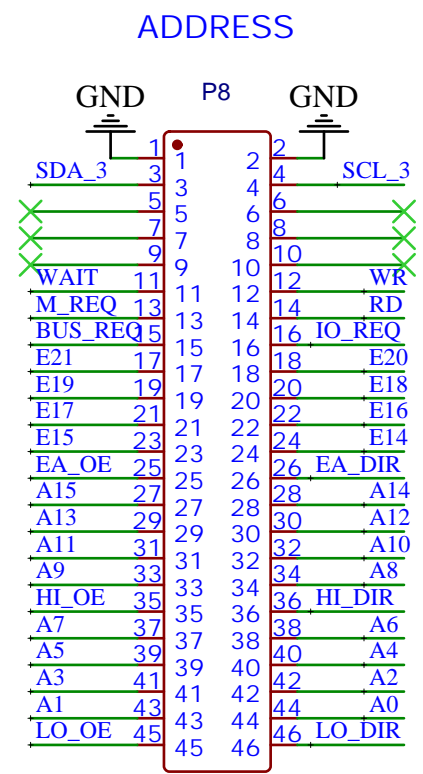 ADDRESS
GND P8 GND
1 1 2 2
SDA_3 3 3 4 4 SCL_3
5 5 6 6
7 7 8 8
9 9 10 10
WAIT 11 11 12 12 WR
M_REQ 13 13 14 14 RD
BUS_REQ 15 15 16 16 IO_REQ
E21 17 17 18 18 E20
E19 19 19 20 20 E18
E17 21 21 22 22 E16
E15 23 23 24 24 E14
EA_OE 25 25 26 26 EA_DIR
A15 27 27 28 28 A14
A13 29 29 30 30 A12
A11 31 31 32 32 A10
A9 33 33 34 34 A8
HI_OE 35 35 36 36 HI_DIR
A7 37 37 38 38 A6
A5 39 39 40 40 A4
A3 41 41 42 42 A2
A1 43 43 44 44 A0
LO_OE 45 45 46 46 LO_DIR